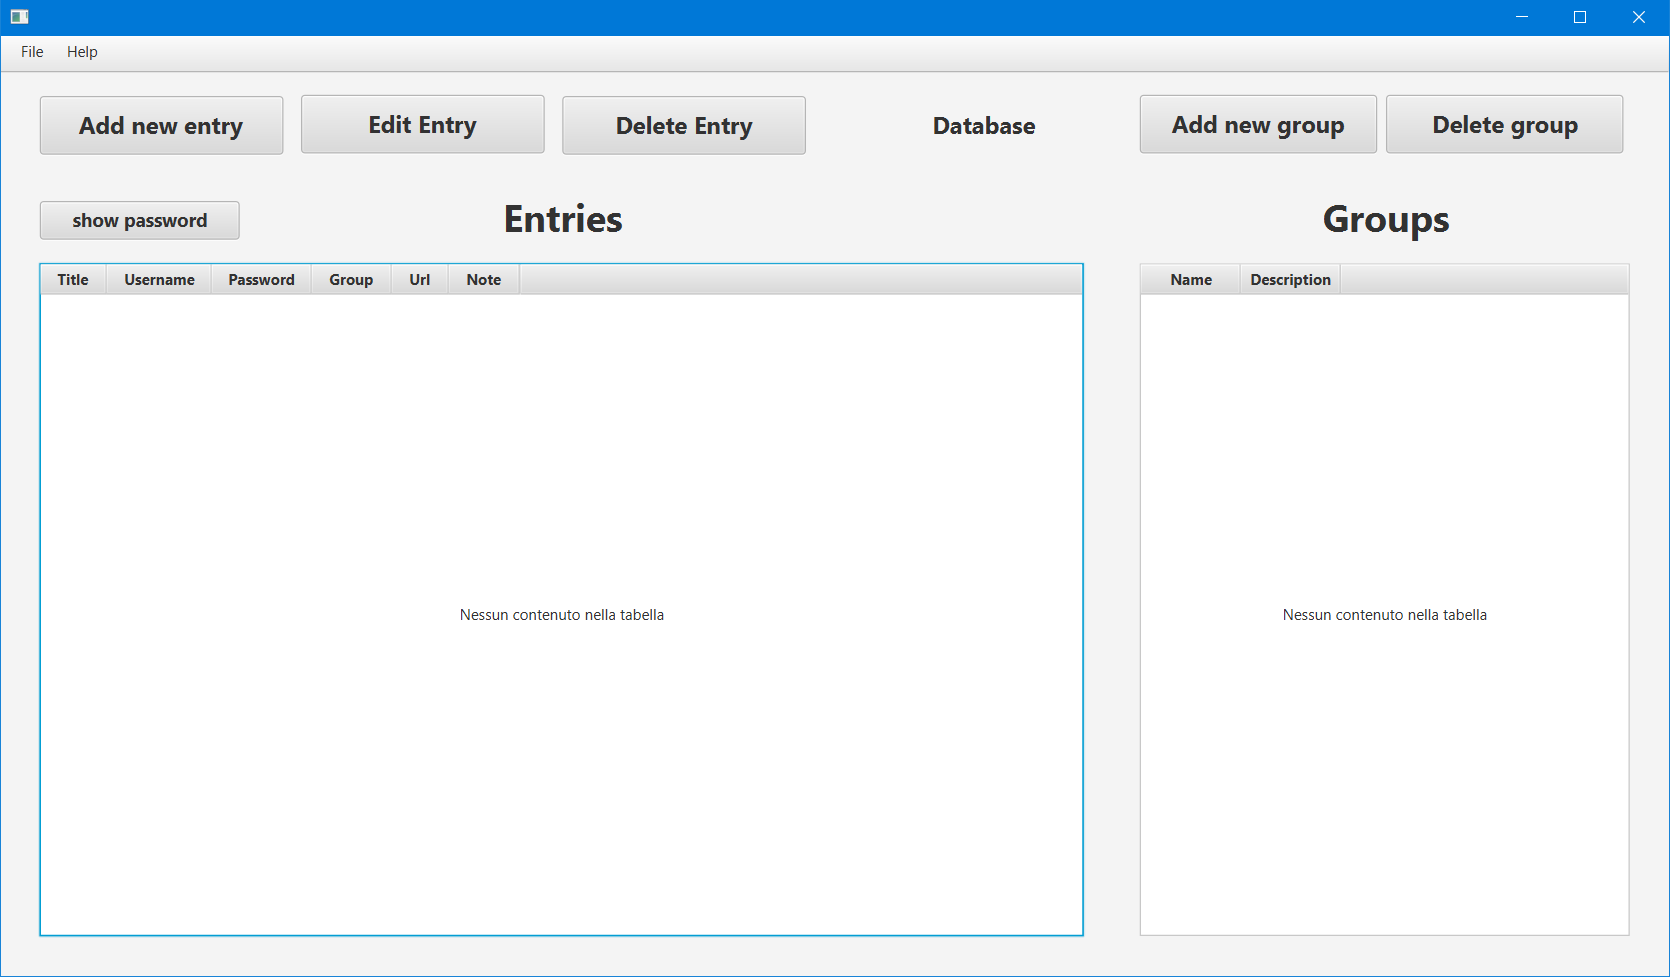 File Help
Add new entry Edit Entry Delete Entry Database Add new group Delete group
show password Entries Groups
Title Username Password Group Url Note Name Description
Nessun contenuto nella tabella Nessun contenuto nella tabella